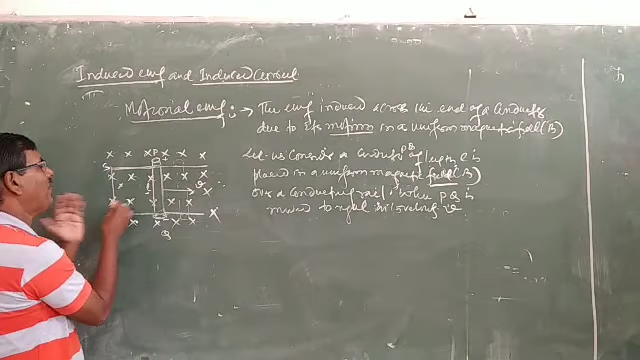 Induced emf and Induced Current
Motional emf :→ The emf induced across the end of a Conductor
due to its motion in a uniform magnetic field (B)
Let us Consider a Conductor PQ of length l is
placed in a uniform magnetic field (B)
over a Conducting rail. When PQ is
moved to right velocity v
x x x P x x x
S
l
v
Q